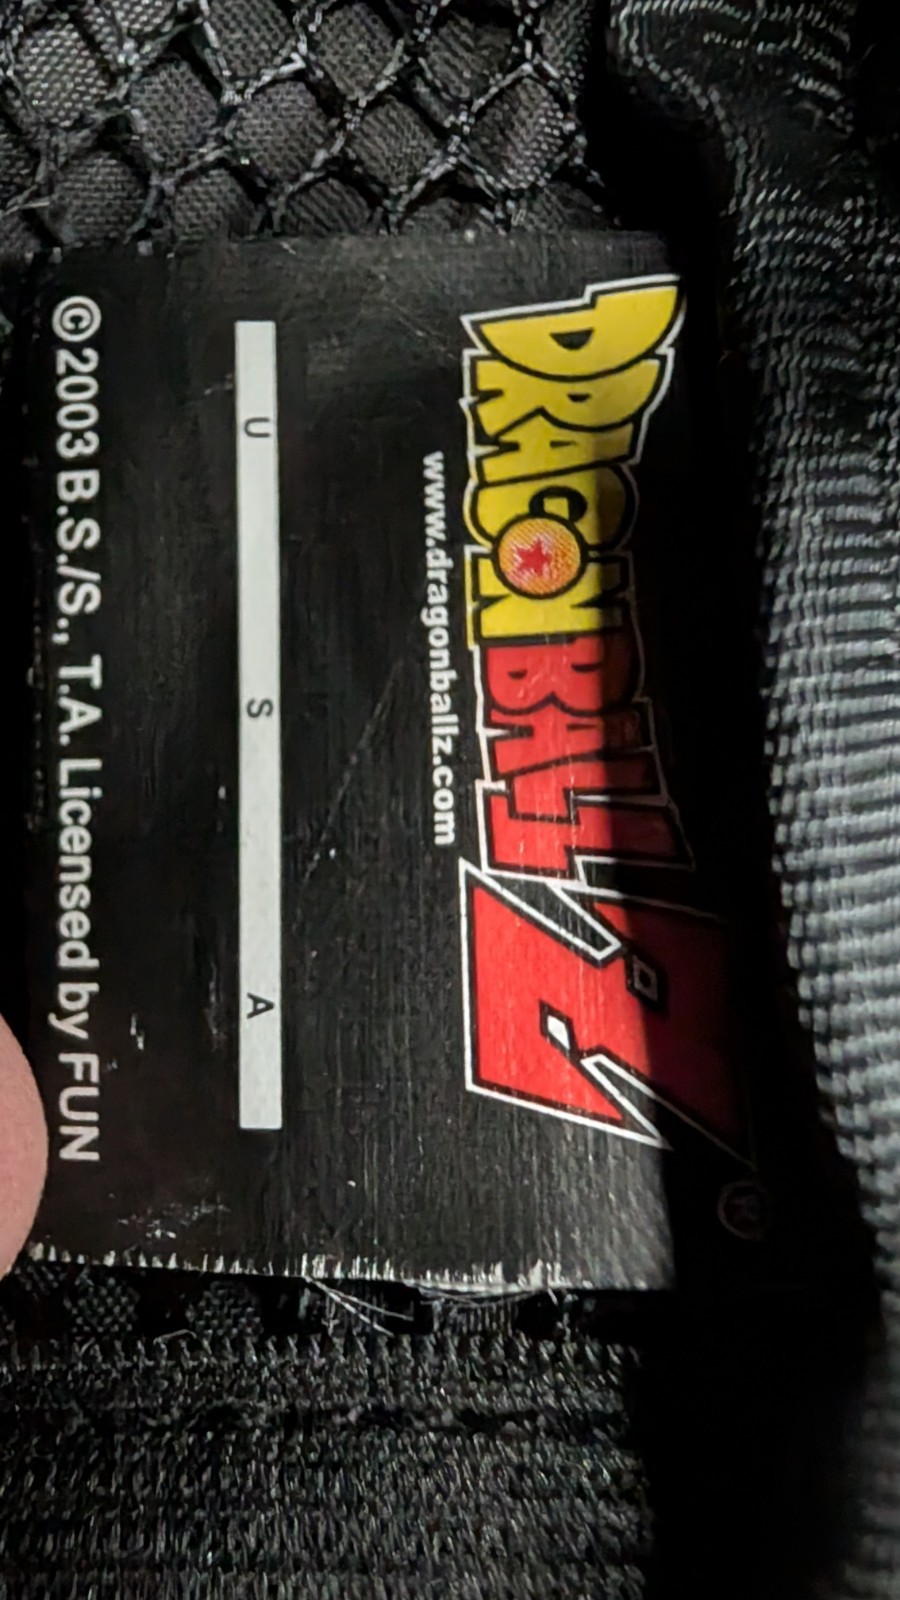 DRAGONBALL Z ®
www.dragonballz.com
U S A
©2003 B.S./S., T.A. Licensed by FUN